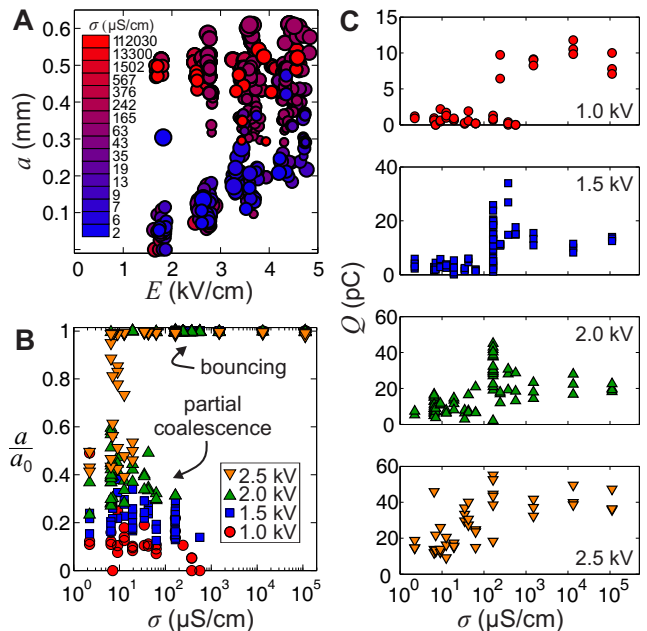 A
σ (µS/cm)
112030
13300
1502
567
376
242
165
63
43
35
19
13
9
7
6
2
a (mm)
0.6
0.5
0.4
0.3
0.2
0.1
0 1 2 3 4 5
E (kV/cm)
B
a/a0
1
0.8
0.6
0.4
0.2
0
bouncing
partial
coalescence
2.5 kV
2.0 kV
1.5 kV
1.0 kV
10^0 10^1 10^2 10^3 10^4 10^5
σ (µS/cm)
C
Q (pC)
15
10
5
0
1.0 kV
40
20
0
1.5 kV
60
40
20
0
2.0 kV
60
40
20
0
2.5 kV
10^0 10^1 10^2 10^3 10^4 10^5
σ (µS/cm)